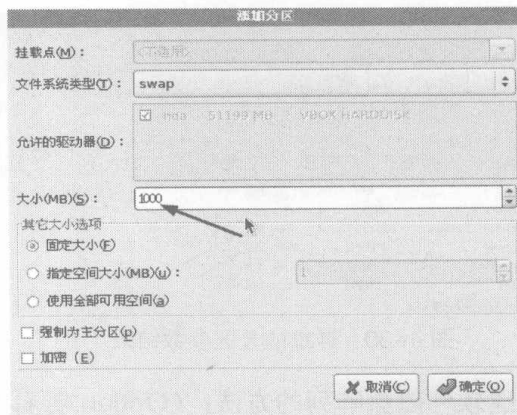 添加分区
挂载点(M)：
<不适用>
文件系统类型(T)：
swap
允许的驱动器(D)：
51199 MB VBOX HARDDISK
大小(MB)(S)：
1000
其它大小选项
固定大小(F)
指定空间大小(MB)(u)：
1
使用全部可用空间(a)
强制为主分区(p)
加密（E）
取消(C)
确定(O)